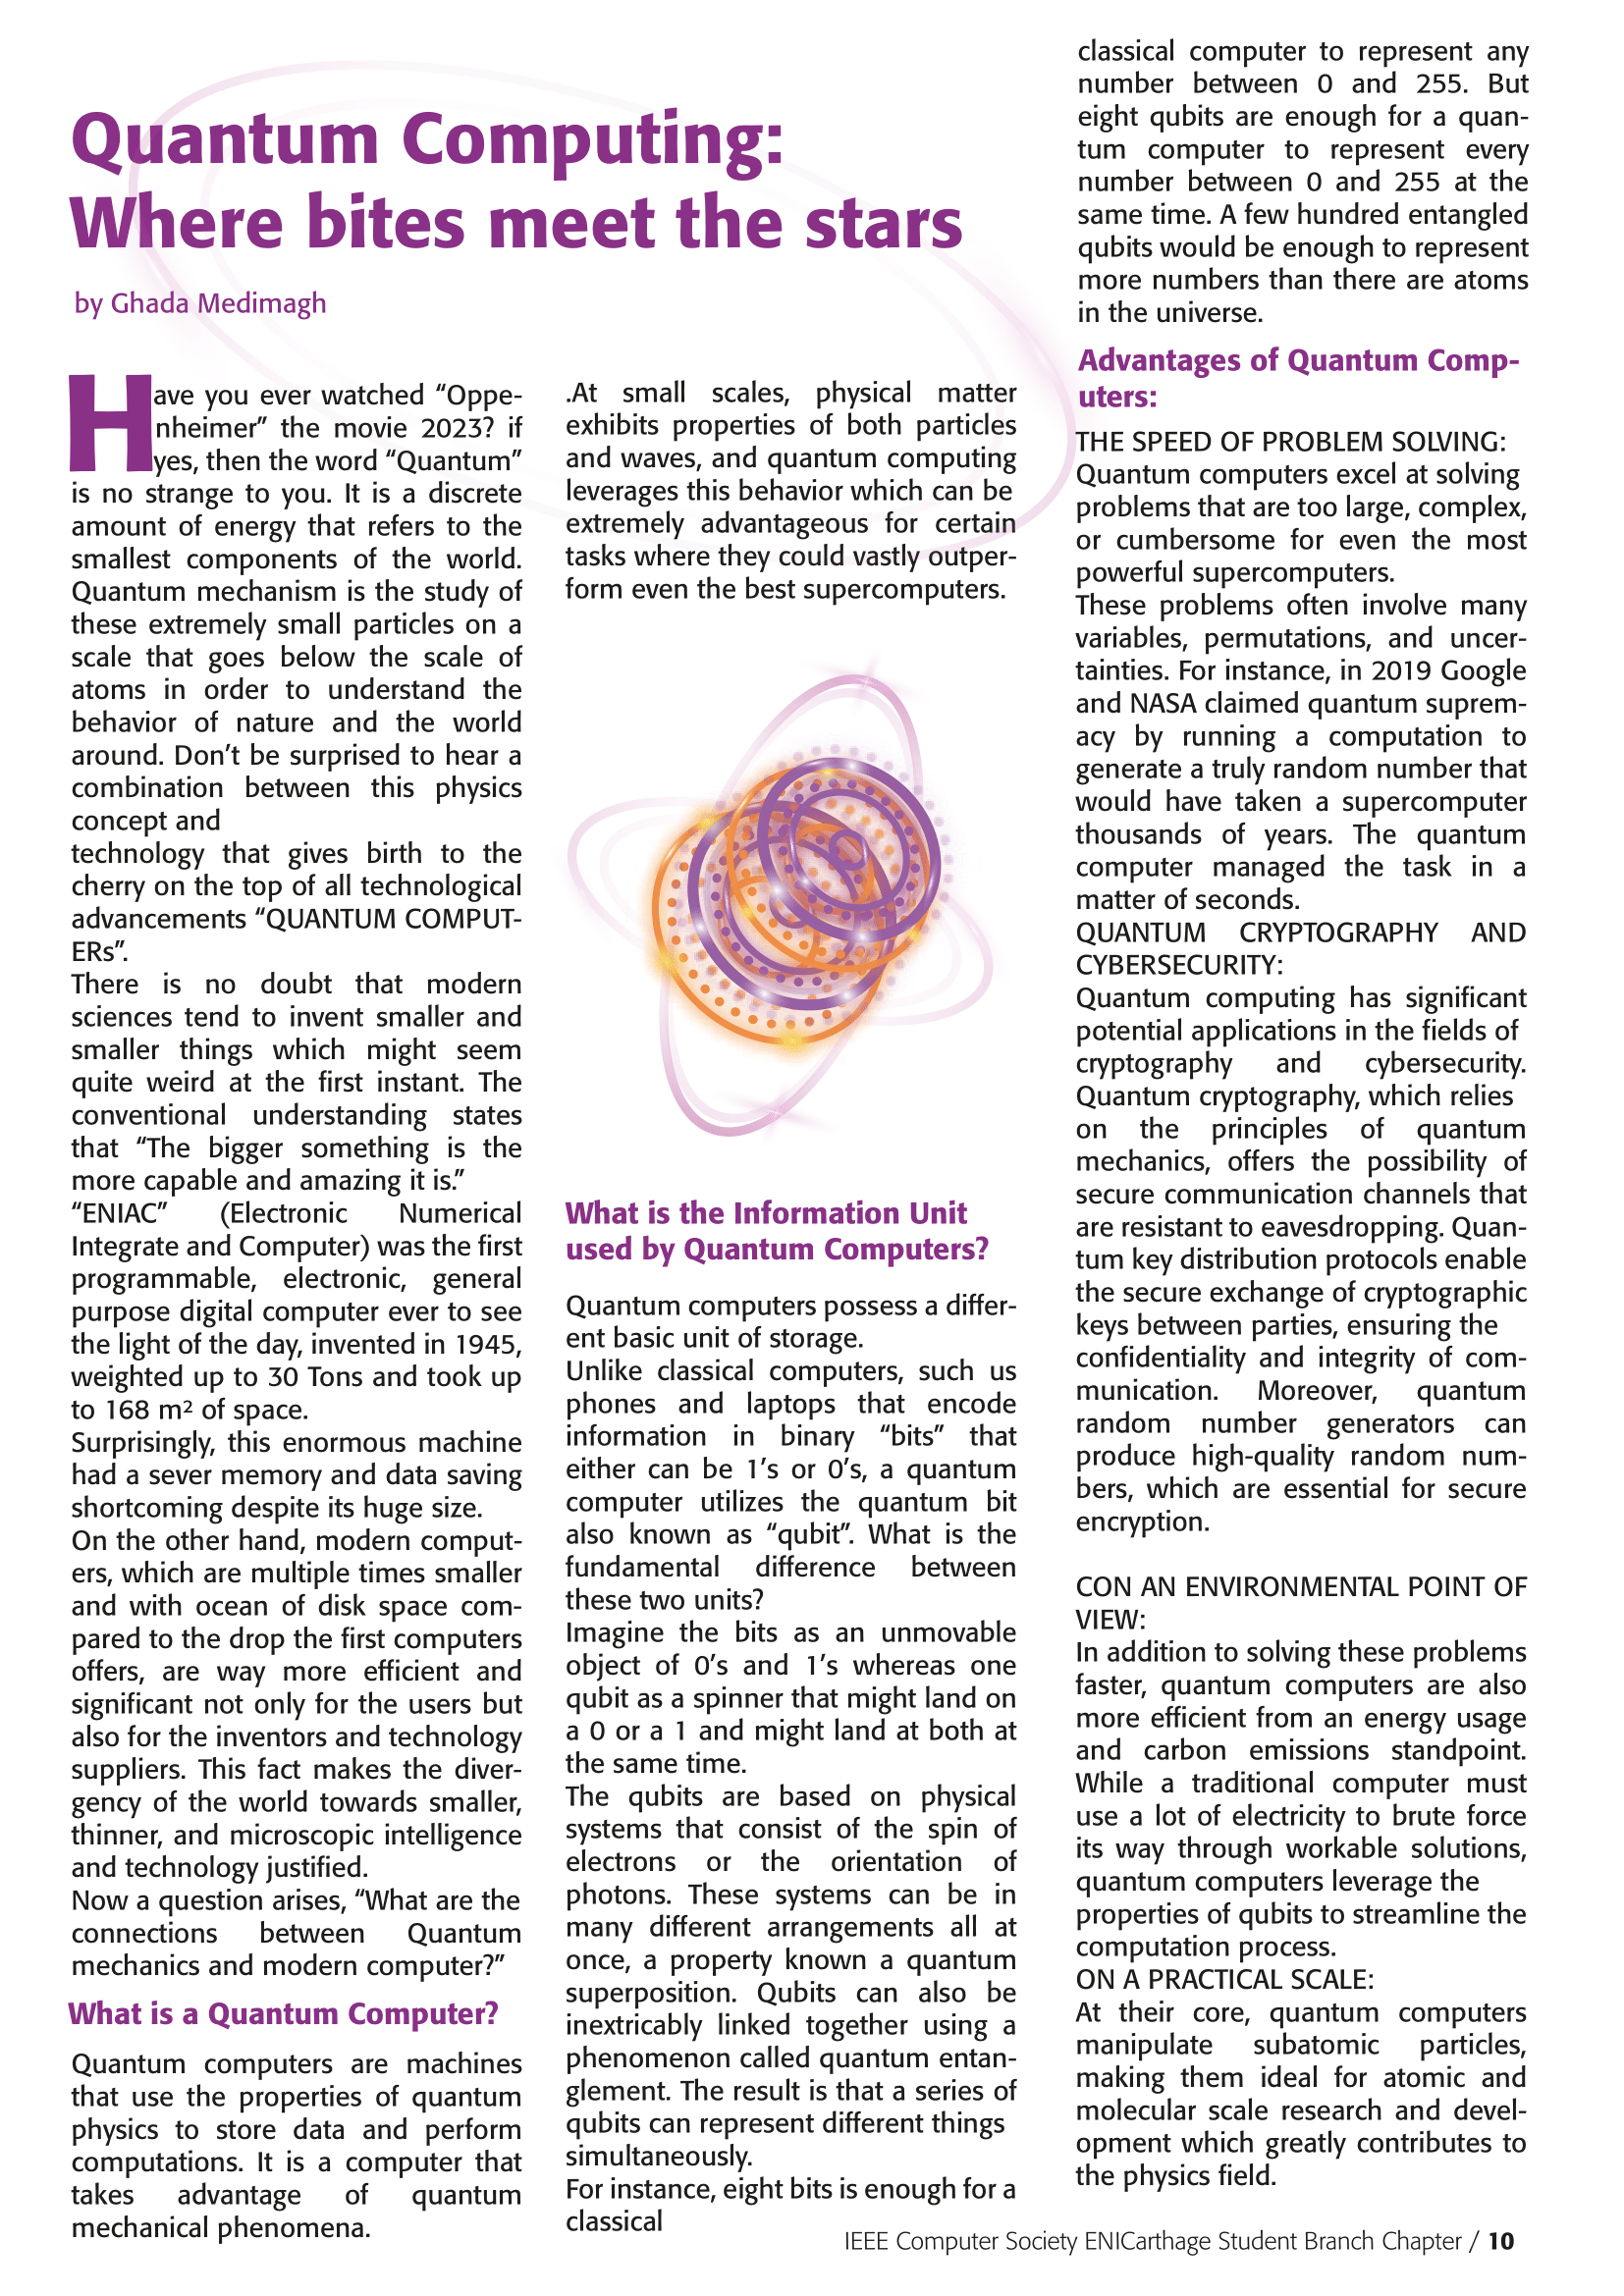 Quantum Computing:
Where bites meet the stars
by Ghada Medimagh
Have you ever watched “Oppe-
nheimer” the movie 2023? if
yes, then the word “Quantum”
is no strange to you. It is a discrete
amount of energy that refers to the
smallest components of the world.
Quantum mechanism is the study of
these extremely small particles on a
scale that goes below the scale of
atoms in order to understand the
behavior of nature and the world
around. Don’t be surprised to hear a
combination between this physics
concept and
technology that gives birth to the
cherry on the top of all technological
advancements “QUANTUM COMPUT-
ERs”.
There is no doubt that modern
sciences tend to invent smaller and
smaller things which might seem
quite weird at the first instant. The
conventional understanding states
that “The bigger something is the
more capable and amazing it is.”
“ENIAC” (Electronic Numerical
Integrate and Computer) was the first
programmable, electronic, general
purpose digital computer ever to see
the light of the day, invented in 1945,
weighted up to 30 Tons and took up
to 168 m² of space.
Surprisingly, this enormous machine
had a sever memory and data saving
shortcoming despite its huge size.
On the other hand, modern comput-
ers, which are multiple times smaller
and with ocean of disk space com-
pared to the drop the first computers
offers, are way more efficient and
significant not only for the users but
also for the inventors and technology
suppliers. This fact makes the diver-
gency of the world towards smaller,
thinner, and microscopic intelligence
and technology justified.
Now a question arises, “What are the
connections between Quantum
mechanics and modern computer?”
What is a Quantum Computer?
Quantum computers are machines
that use the properties of quantum
physics to store data and perform
computations. It is a computer that
takes advantage of quantum
mechanical phenomena.
.At small scales, physical matter
exhibits properties of both particles
and waves, and quantum computing
leverages this behavior which can be
extremely advantageous for certain
tasks where they could vastly outper-
form even the best supercomputers.
What is the Information Unit
used by Quantum Computers?
Quantum computers possess a differ-
ent basic unit of storage.
Unlike classical computers, such us
phones and laptops that encode
information in binary “bits” that
either can be 1’s or 0’s, a quantum
computer utilizes the quantum bit
also known as “qubit”. What is the
fundamental difference between
these two units?
Imagine the bits as an unmovable
object of 0’s and 1’s whereas one
qubit as a spinner that might land on
a 0 or a 1 and might land at both at
the same time.
The qubits are based on physical
systems that consist of the spin of
electrons or the orientation of
photons. These systems can be in
many different arrangements all at
once, a property known a quantum
superposition. Qubits can also be
inextricably linked together using a
phenomenon called quantum entan-
glement. The result is that a series of
qubits can represent different things
simultaneously.
For instance, eight bits is enough for a
classical
classical computer to represent any
number between 0 and 255. But
eight qubits are enough for a quan-
tum computer to represent every
number between 0 and 255 at the
same time. A few hundred entangled
qubits would be enough to represent
more numbers than there are atoms
in the universe.
Advantages of Quantum Comp-
uters:
THE SPEED OF PROBLEM SOLVING:
Quantum computers excel at solving
problems that are too large, complex,
or cumbersome for even the most
powerful supercomputers.
These problems often involve many
variables, permutations, and uncer-
tainties. For instance, in 2019 Google
and NASA claimed quantum suprem-
acy by running a computation to
generate a truly random number that
would have taken a supercomputer
thousands of years. The quantum
computer managed the task in a
matter of seconds.
QUANTUM CRYPTOGRAPHY AND
CYBERSECURITY:
Quantum computing has significant
potential applications in the fields of
cryptography and cybersecurity.
Quantum cryptography, which relies
on the principles of quantum
mechanics, offers the possibility of
secure communication channels that
are resistant to eavesdropping. Quan-
tum key distribution protocols enable
the secure exchange of cryptographic
keys between parties, ensuring the
confidentiality and integrity of com-
munication. Moreover, quantum
random number generators can
produce high-quality random num-
bers, which are essential for secure
encryption.
CON AN ENVIRONMENTAL POINT OF
VIEW:
In addition to solving these problems
faster, quantum computers are also
more efficient from an energy usage
and carbon emissions standpoint.
While a traditional computer must
use a lot of electricity to brute force
its way through workable solutions,
quantum computers leverage the
properties of qubits to streamline the
computation process.
ON A PRACTICAL SCALE:
At their core, quantum computers
manipulate subatomic particles,
making them ideal for atomic and
molecular scale research and devel-
opment which greatly contributes to
the physics field.
IEEE Computer Society ENICarthage Student Branch Chapter / 10